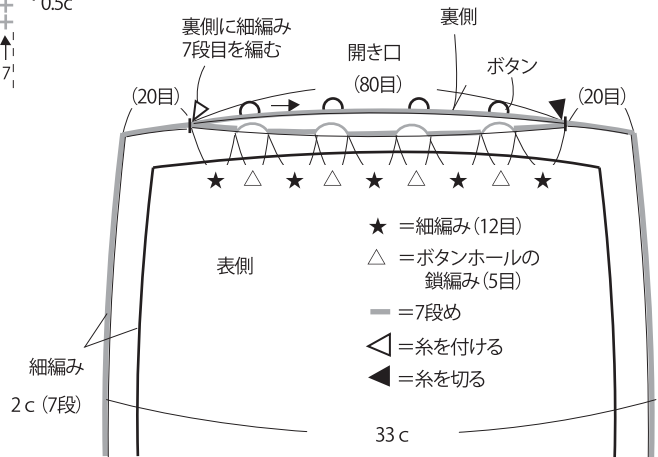 0.5c
7
裏側に細編み
7段目を編む
裏側
開き口
(80目)
ボタン
(20目)
(20目)
★ △ ★ △ ★ △ ★ △ ★
★=細編み(12目)
△=ボタンホールの
鎖編み(5目)
表側
=7段め
=糸を付ける
=糸を切る
細編み
2c(7段)
33c